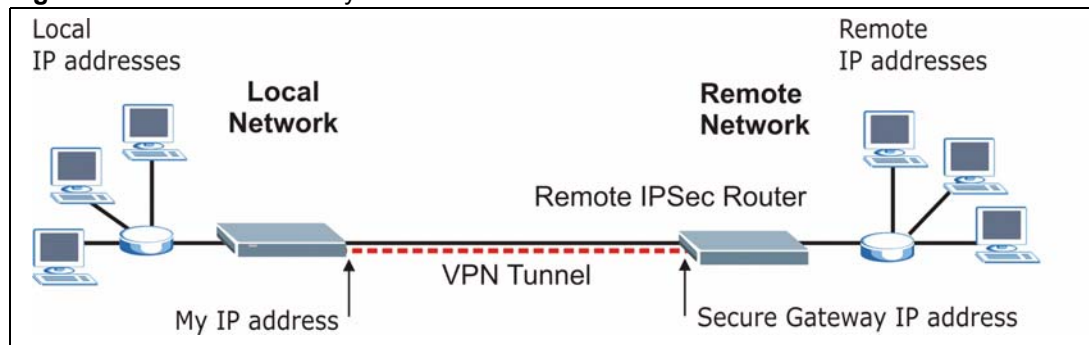 Local
IP addresses
Remote
IP addresses
Local
Network
Remote
Network
Remote IPSec Router
VPN Tunnel
My IP address
Secure Gateway IP address